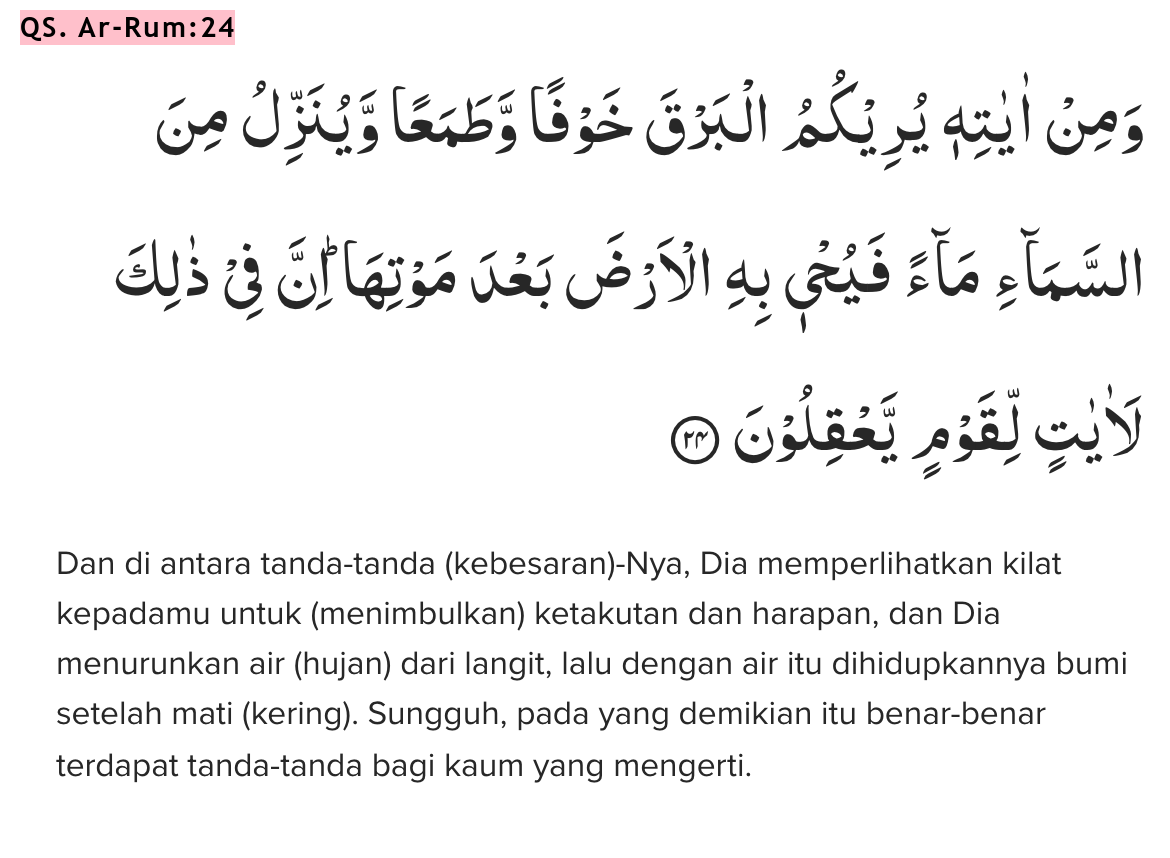 QS. Ar-Rum:24
وَمِنْ اٰيٰتِهٖ يُرِيْكُمُ الْبَرْقَ خَوْفًا وَّطَمَعًا وَّيُنَزِّلُ مِنَ
السَّمَاۤءِ مَاۤءً فَيُحْيٖ بِهِ الْاَرْضَ بَعْدَ مَوْتِهَاۗ اِنَّ فِيْ ذٰلِكَ
لَاٰيٰتٍ لِّقَوْمٍ يَّعْقِلُوْنَ ٢٤
Dan di antara tanda-tanda (kebesaran)-Nya, Dia memperlihatkan kilat
kepadamu untuk (menimbulkan) ketakutan dan harapan, dan Dia
menurunkan air (hujan) dari langit, lalu dengan air itu dihidupkannya bumi
setelah mati (kering). Sungguh, pada yang demikian itu benar-benar
terdapat tanda-tanda bagi kaum yang mengerti.